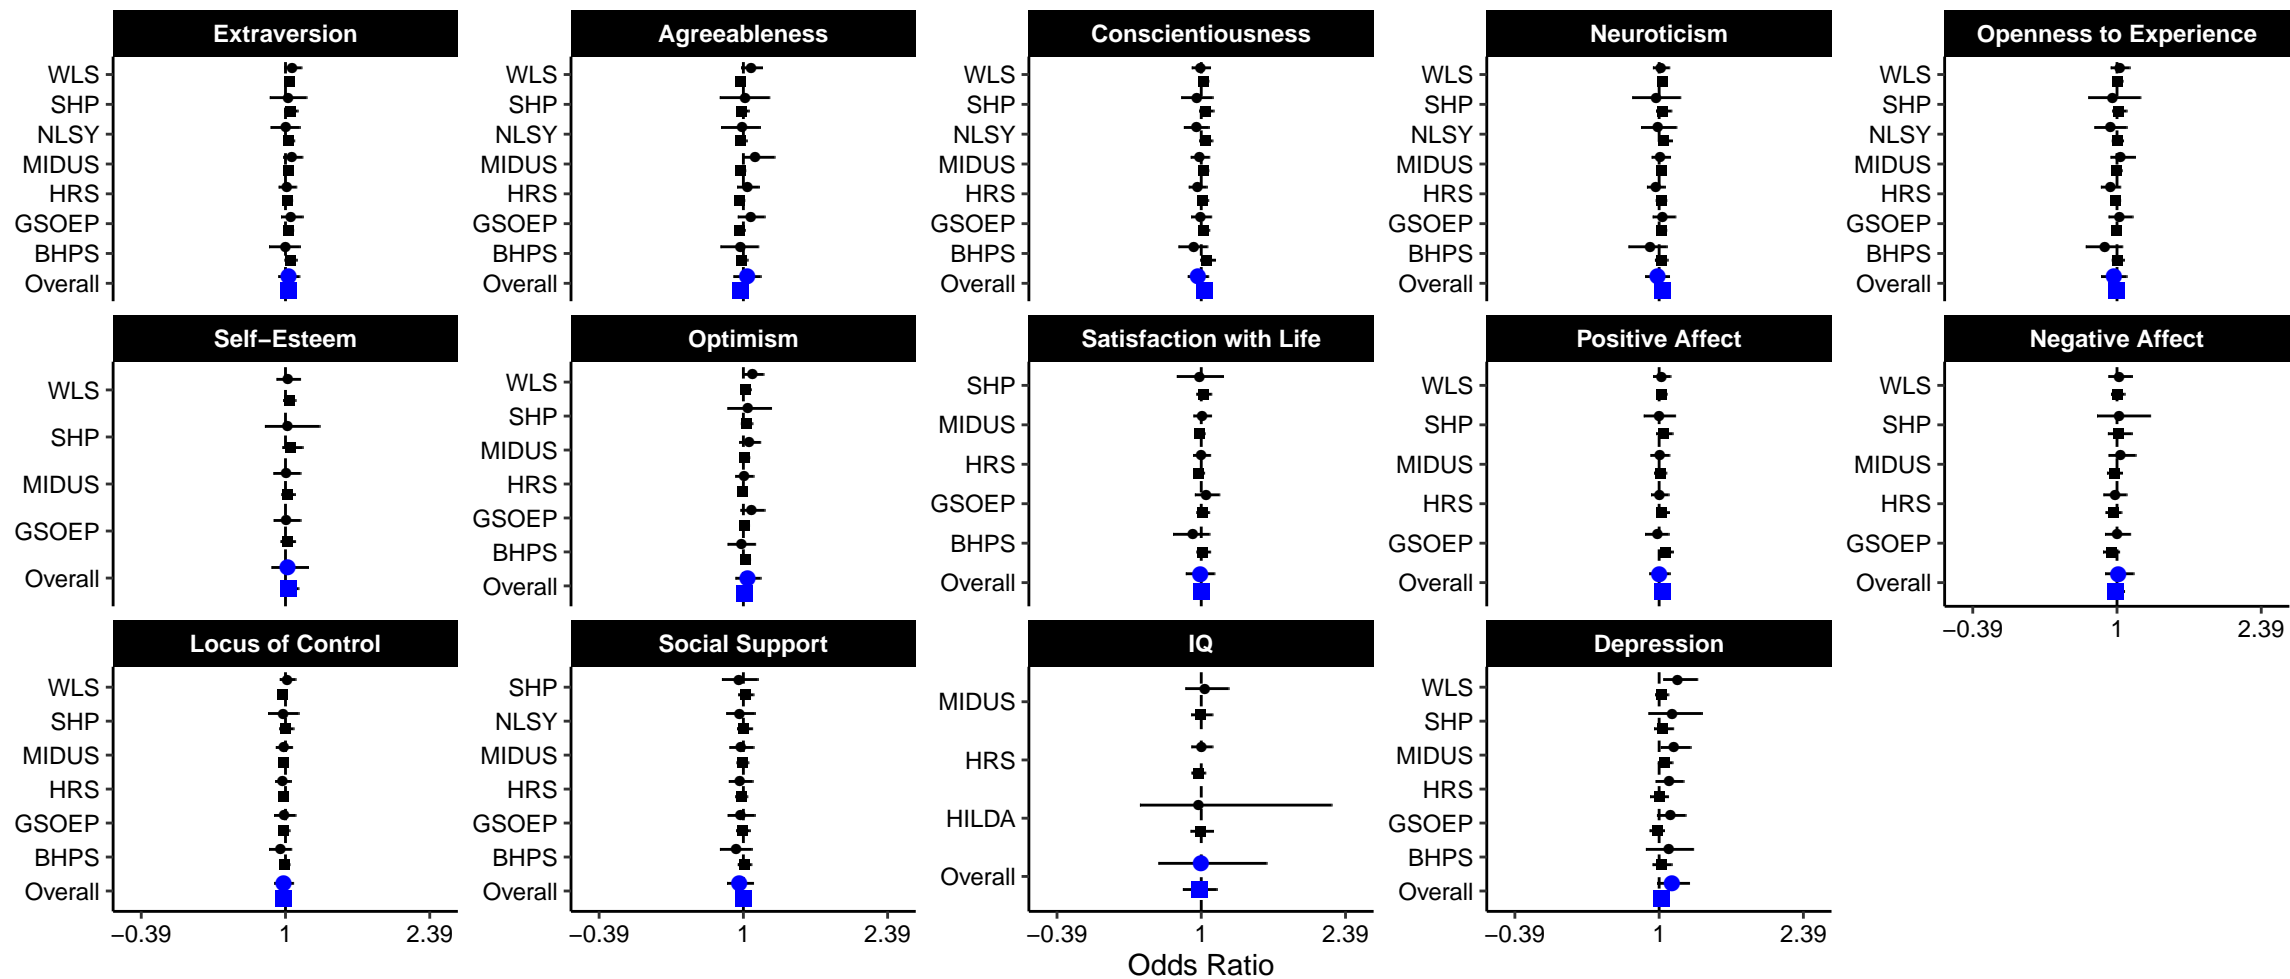 Extraversion
WLS
SHP
NLSY
MIDUS
HRS
GSOEP
BHPS
Overall
Agreeableness
WLS
SHP
NLSY
MIDUS
HRS
GSOEP
BHPS
Overall
Conscientiousness
WLS
SHP
NLSY
MIDUS
HRS
GSOEP
BHPS
Overall
Neuroticism
WLS
SHP
NLSY
MIDUS
HRS
GSOEP
BHPS
Overall
Openness to Experience
WLS
SHP
NLSY
MIDUS
HRS
GSOEP
BHPS
Overall
Self−Esteem
WLS
SHP
MIDUS
GSOEP
Overall
Optimism
WLS
SHP
MIDUS
HRS
GSOEP
BHPS
Overall
Satisfaction with Life
SHP
MIDUS
HRS
GSOEP
BHPS
Overall
Positive Affect
WLS
SHP
MIDUS
HRS
GSOEP
Overall
Negative Affect
WLS
SHP
MIDUS
HRS
GSOEP
Overall
−0.39 1 2.39
Locus of Control
WLS
SHP
MIDUS
HRS
GSOEP
BHPS
Overall
−0.39 1 2.39
Social Support
SHP
NLSY
MIDUS
HRS
GSOEP
BHPS
Overall
−0.39 1 2.39
IQ
MIDUS
HRS
HILDA
Overall
−0.39 1 2.39
Depression
WLS
SHP
MIDUS
HRS
GSOEP
BHPS
Overall
−0.39 1 2.39
Odds Ratio